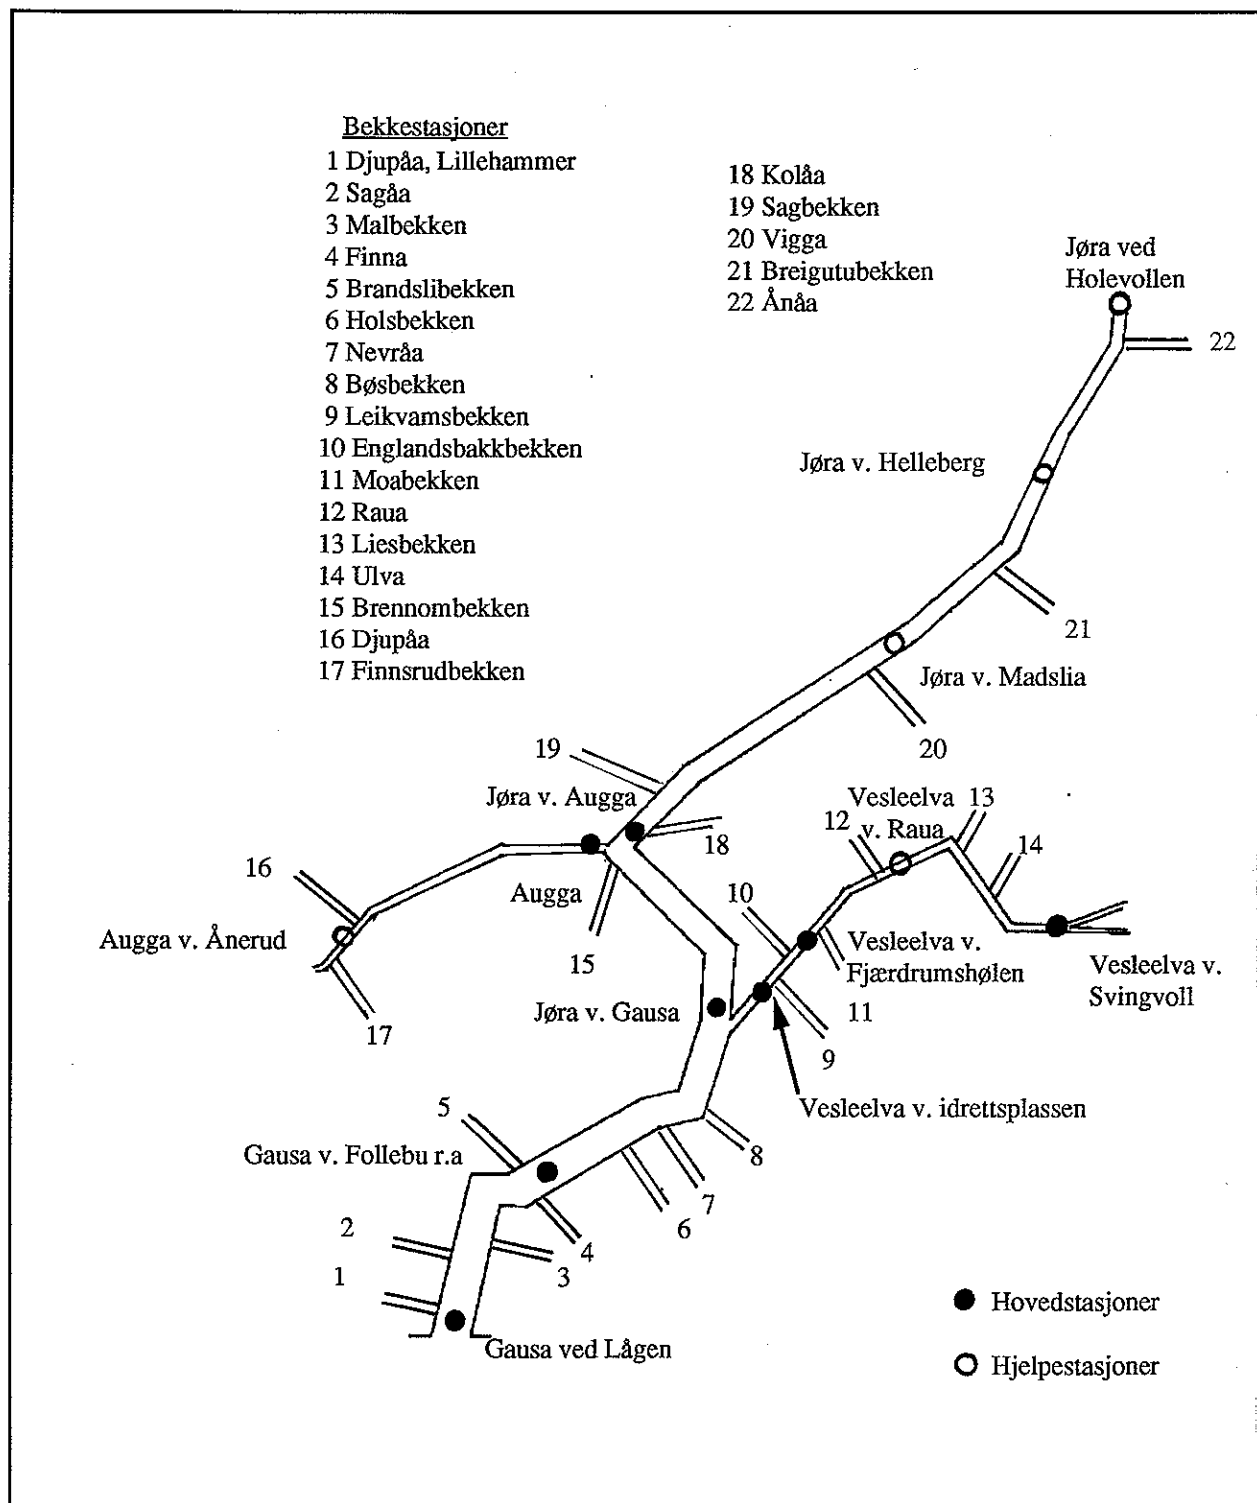 Bekkestasjoner
1 Djupåa, Lillehammer
2 Sagåa
3 Malbekken
4 Finna
5 Brandslibekken
6 Holsbekken
7 Nevråa
8 Bøsbekken
9 Leikvamsbekken
10 Englandsbakkbekken
11 Moabekken
12 Raua
13 Liesbekken
14 Ulva
15 Brennombekken
16 Djupåa
17 Finnsrudbekken
18 Kolåa
19 Sagbekken
20 Vigga
21 Breigutubekken
22 Ånåa
Jøra ved
Holevollen
22
Jøra v. Helleberg
21
Jøra v. Madslia
20
19
Jøra v. Augga
18
Vesleelva
v. Raua
13
12
14
16
Augga
10
Augga v. Ånerud
15
Vesleelva v.
Fjærdrumshølen
Vesleelva v.
Svingvoll
17
Jøra v. Gausa
11
9
Vesleelva v. idrettsplassen
5
Gausa v. Follebu r.a
8
7
6
2
4
3
1
Gausa ved Lågen
Hovedstasjoner
Hjelpestasjoner